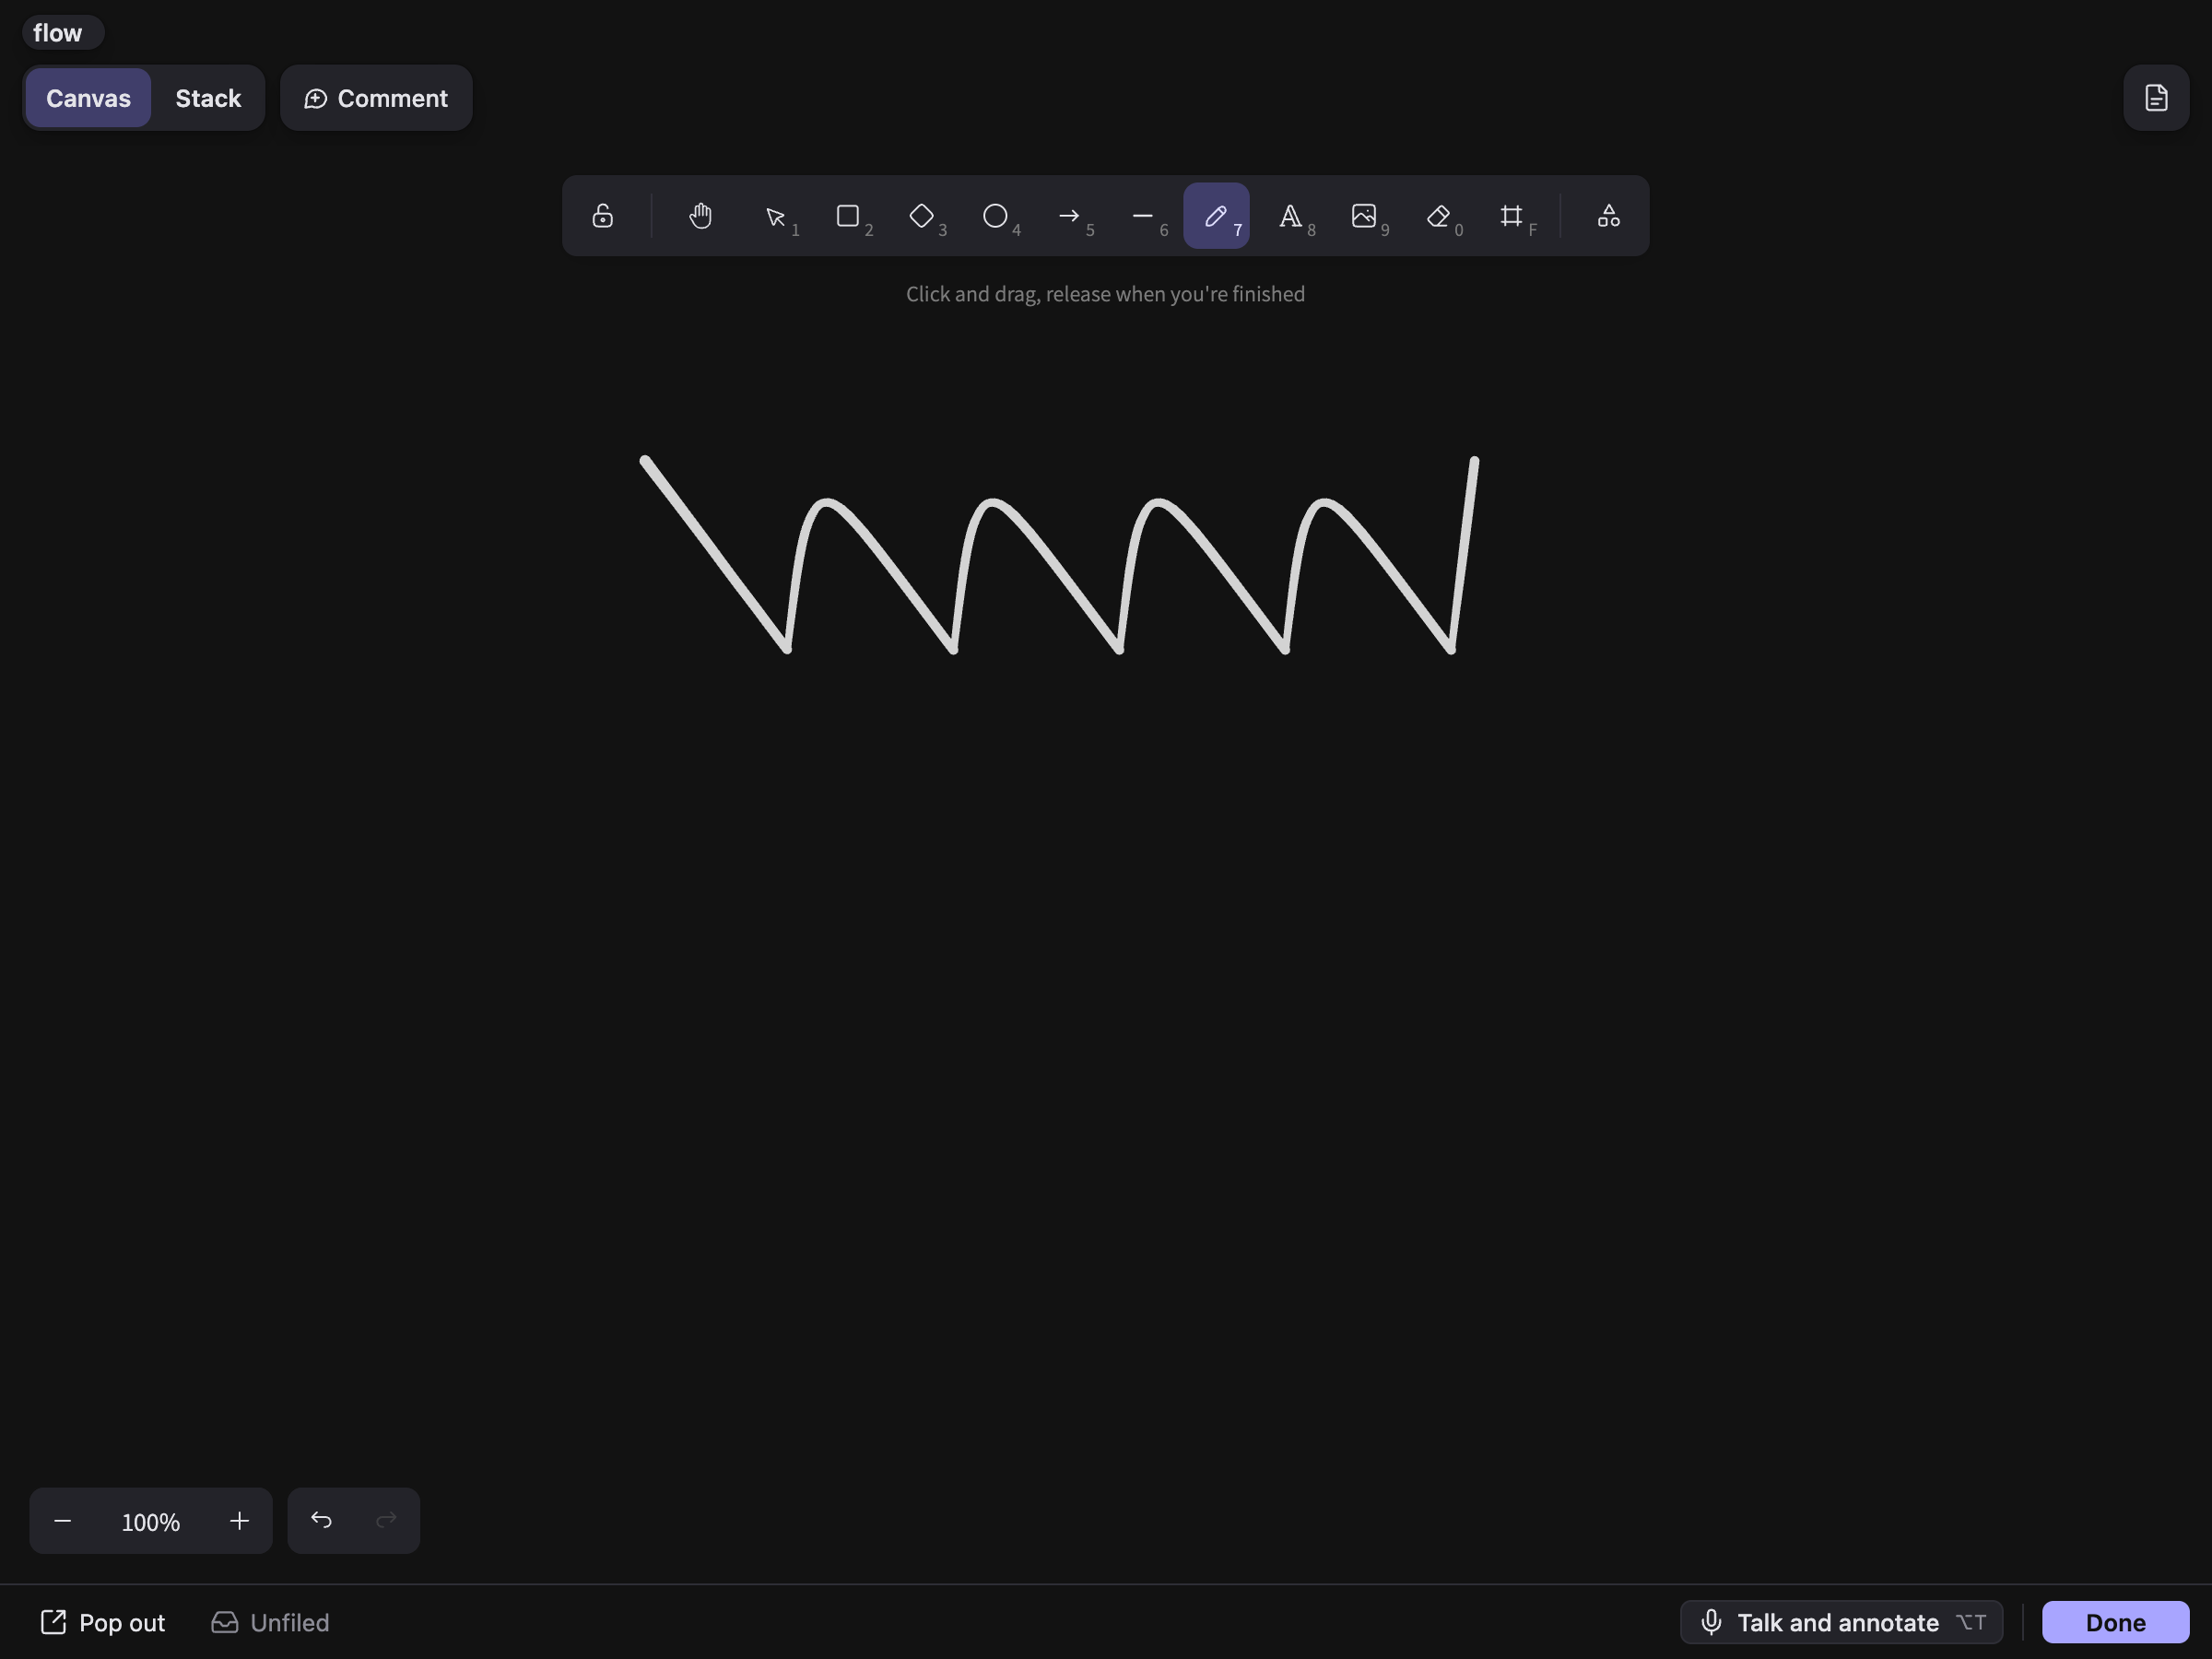 flow
Canvas Stack Comment
1 2 3 4 5 6 7 8 9 0 F
Click and drag, release when you're finished
100%
Pop out Unfiled Talk and annotate ⌥T Done